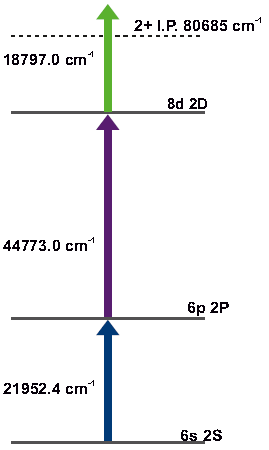 2+ I.P. 80685 cm⁻¹
18797.0 cm⁻¹
8d 2D
44773.0 cm⁻¹
6p 2P
21952.4 cm⁻¹
6s 2S